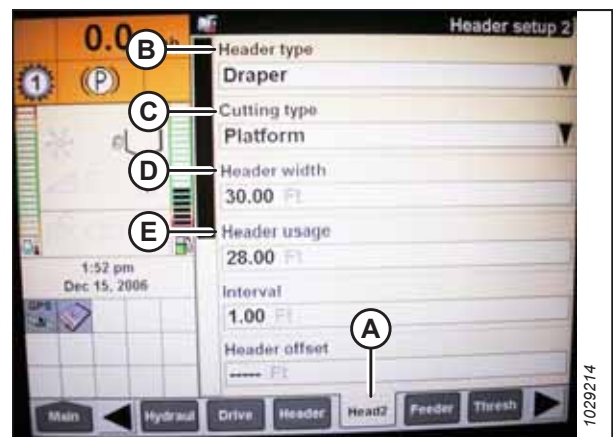 0.0
Header setup 2
B
Header type
Draper
1
(P)
C
Cutting type
Platform
D
Header width
30.00 Ft
E
Header usage
28.00 Ft
1:52 pm
Dec 15, 2006
Interval
1.00 Ft
GPS
A
Header offset
----- Ft
Main
Hydraul
Drive
Header
Head2
Feeder
Thresh
1029214